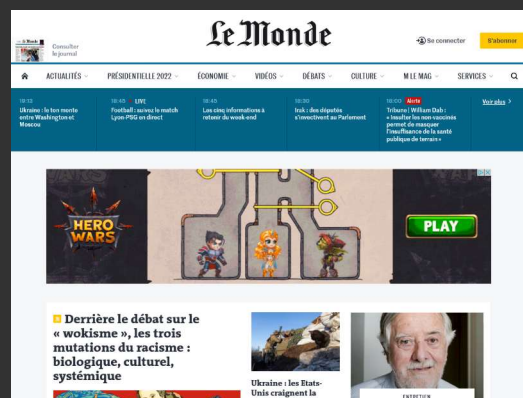 Le Monde
Consulter
le journal
Se connecter
S'abonner
ACTUALITÉS
PRÉSIDENTIELLE 2022
ÉCONOMIE
VIDÉOS
DÉBATS
CULTURE
M LE MAG
SERVICES
Ukraine : le ton monte
entre Washington et
Moscou
18:45 LIVE
Football : suivez le match
Lyon-PSG en direct
18:45
Les cinq informations à
retenir du week-end
Irak : des députés
s'invectivent au Parlement
18:00 Alerte
Tribune | William Dab :
« Insulter les non-vaccinés
permet de masquer
l'insuffisance de la santé
publique de terrain »
Voir plus >
HERO
WARS
PLAY
Derrière le débat sur le
« wokisme », les trois
mutations du racisme :
biologique, culturel,
systémique
Ukraine : les Etats-
Unis craignent la
ENTRETIEN